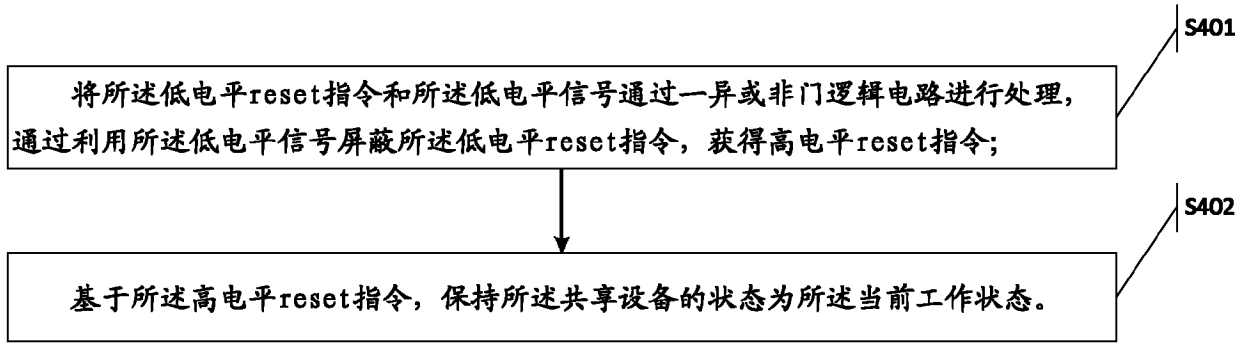 S401
将所述低电平reset指令和所述低电平信号通过一异或非门逻辑电路进行处理，
通过利用所述低电平信号屏蔽所述低电平reset指令，获得高电平reset指令；
S402
基于所述高电平reset指令，保持所述共享设备的状态为所述当前工作状态。